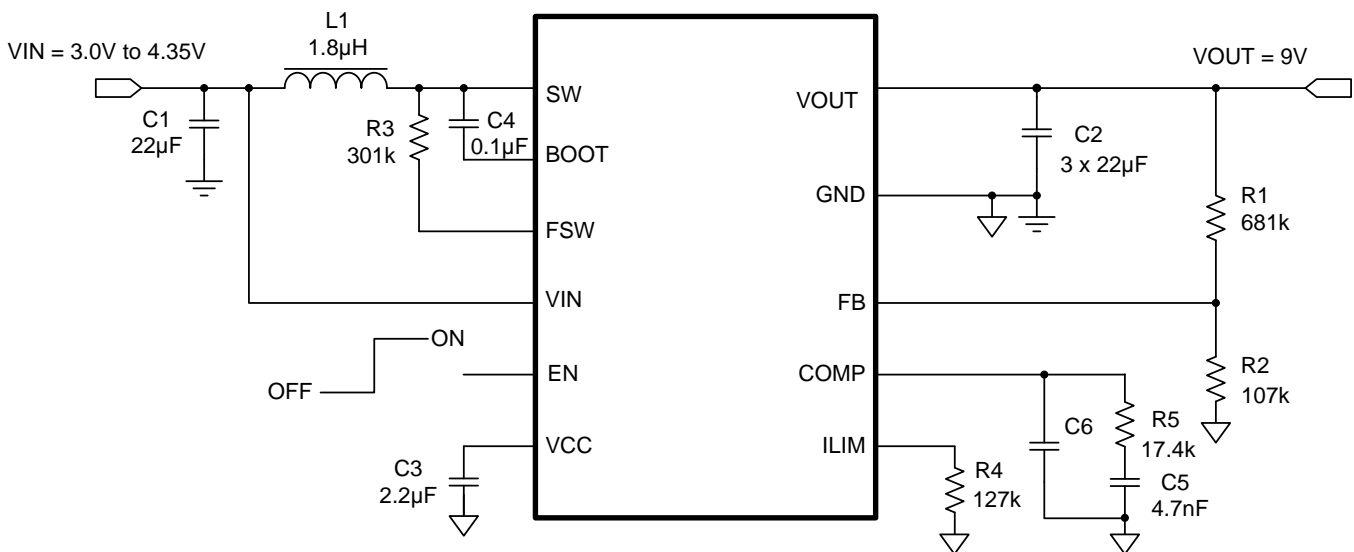 L1
1.8µH
VIN = 3.0V to 4.35V
VOUT = 9V
C1
22µF
R3
301k
C4
0.1µF
SW
BOOT
FSW
VIN
EN
VCC
VOUT
GND
FB
COMP
ILIM
C2
3 x 22µF
R1
681k
R2
107k
ON
OFF
C3
2.2µF
C6
R5
17.4k
C5
4.7nF
R4
127k